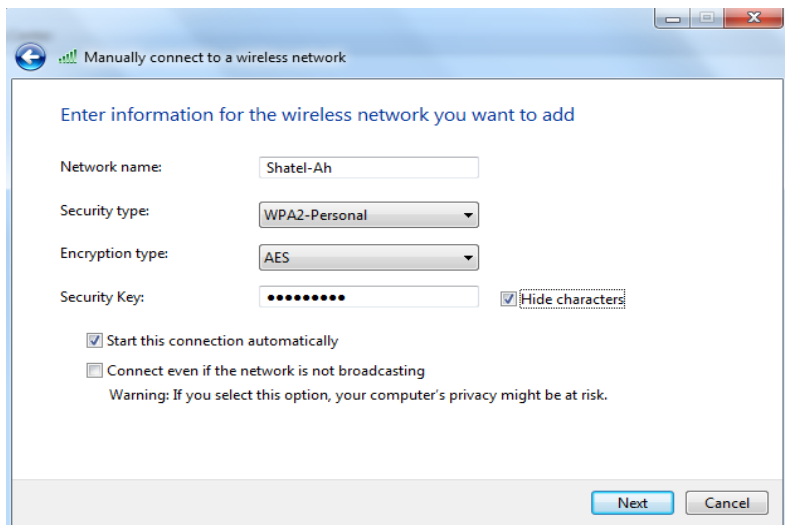 Manually connect to a wireless network
Enter information for the wireless network you want to add
Network name: Shatel-Ah
Security type: WPA2-Personal
Encryption type: AES
Security Key: ●●●●●●●●● Hide characters
Start this connection automatically
Connect even if the network is not broadcasting
Warning: If you select this option, your computer's privacy might be at risk.
Next Cancel